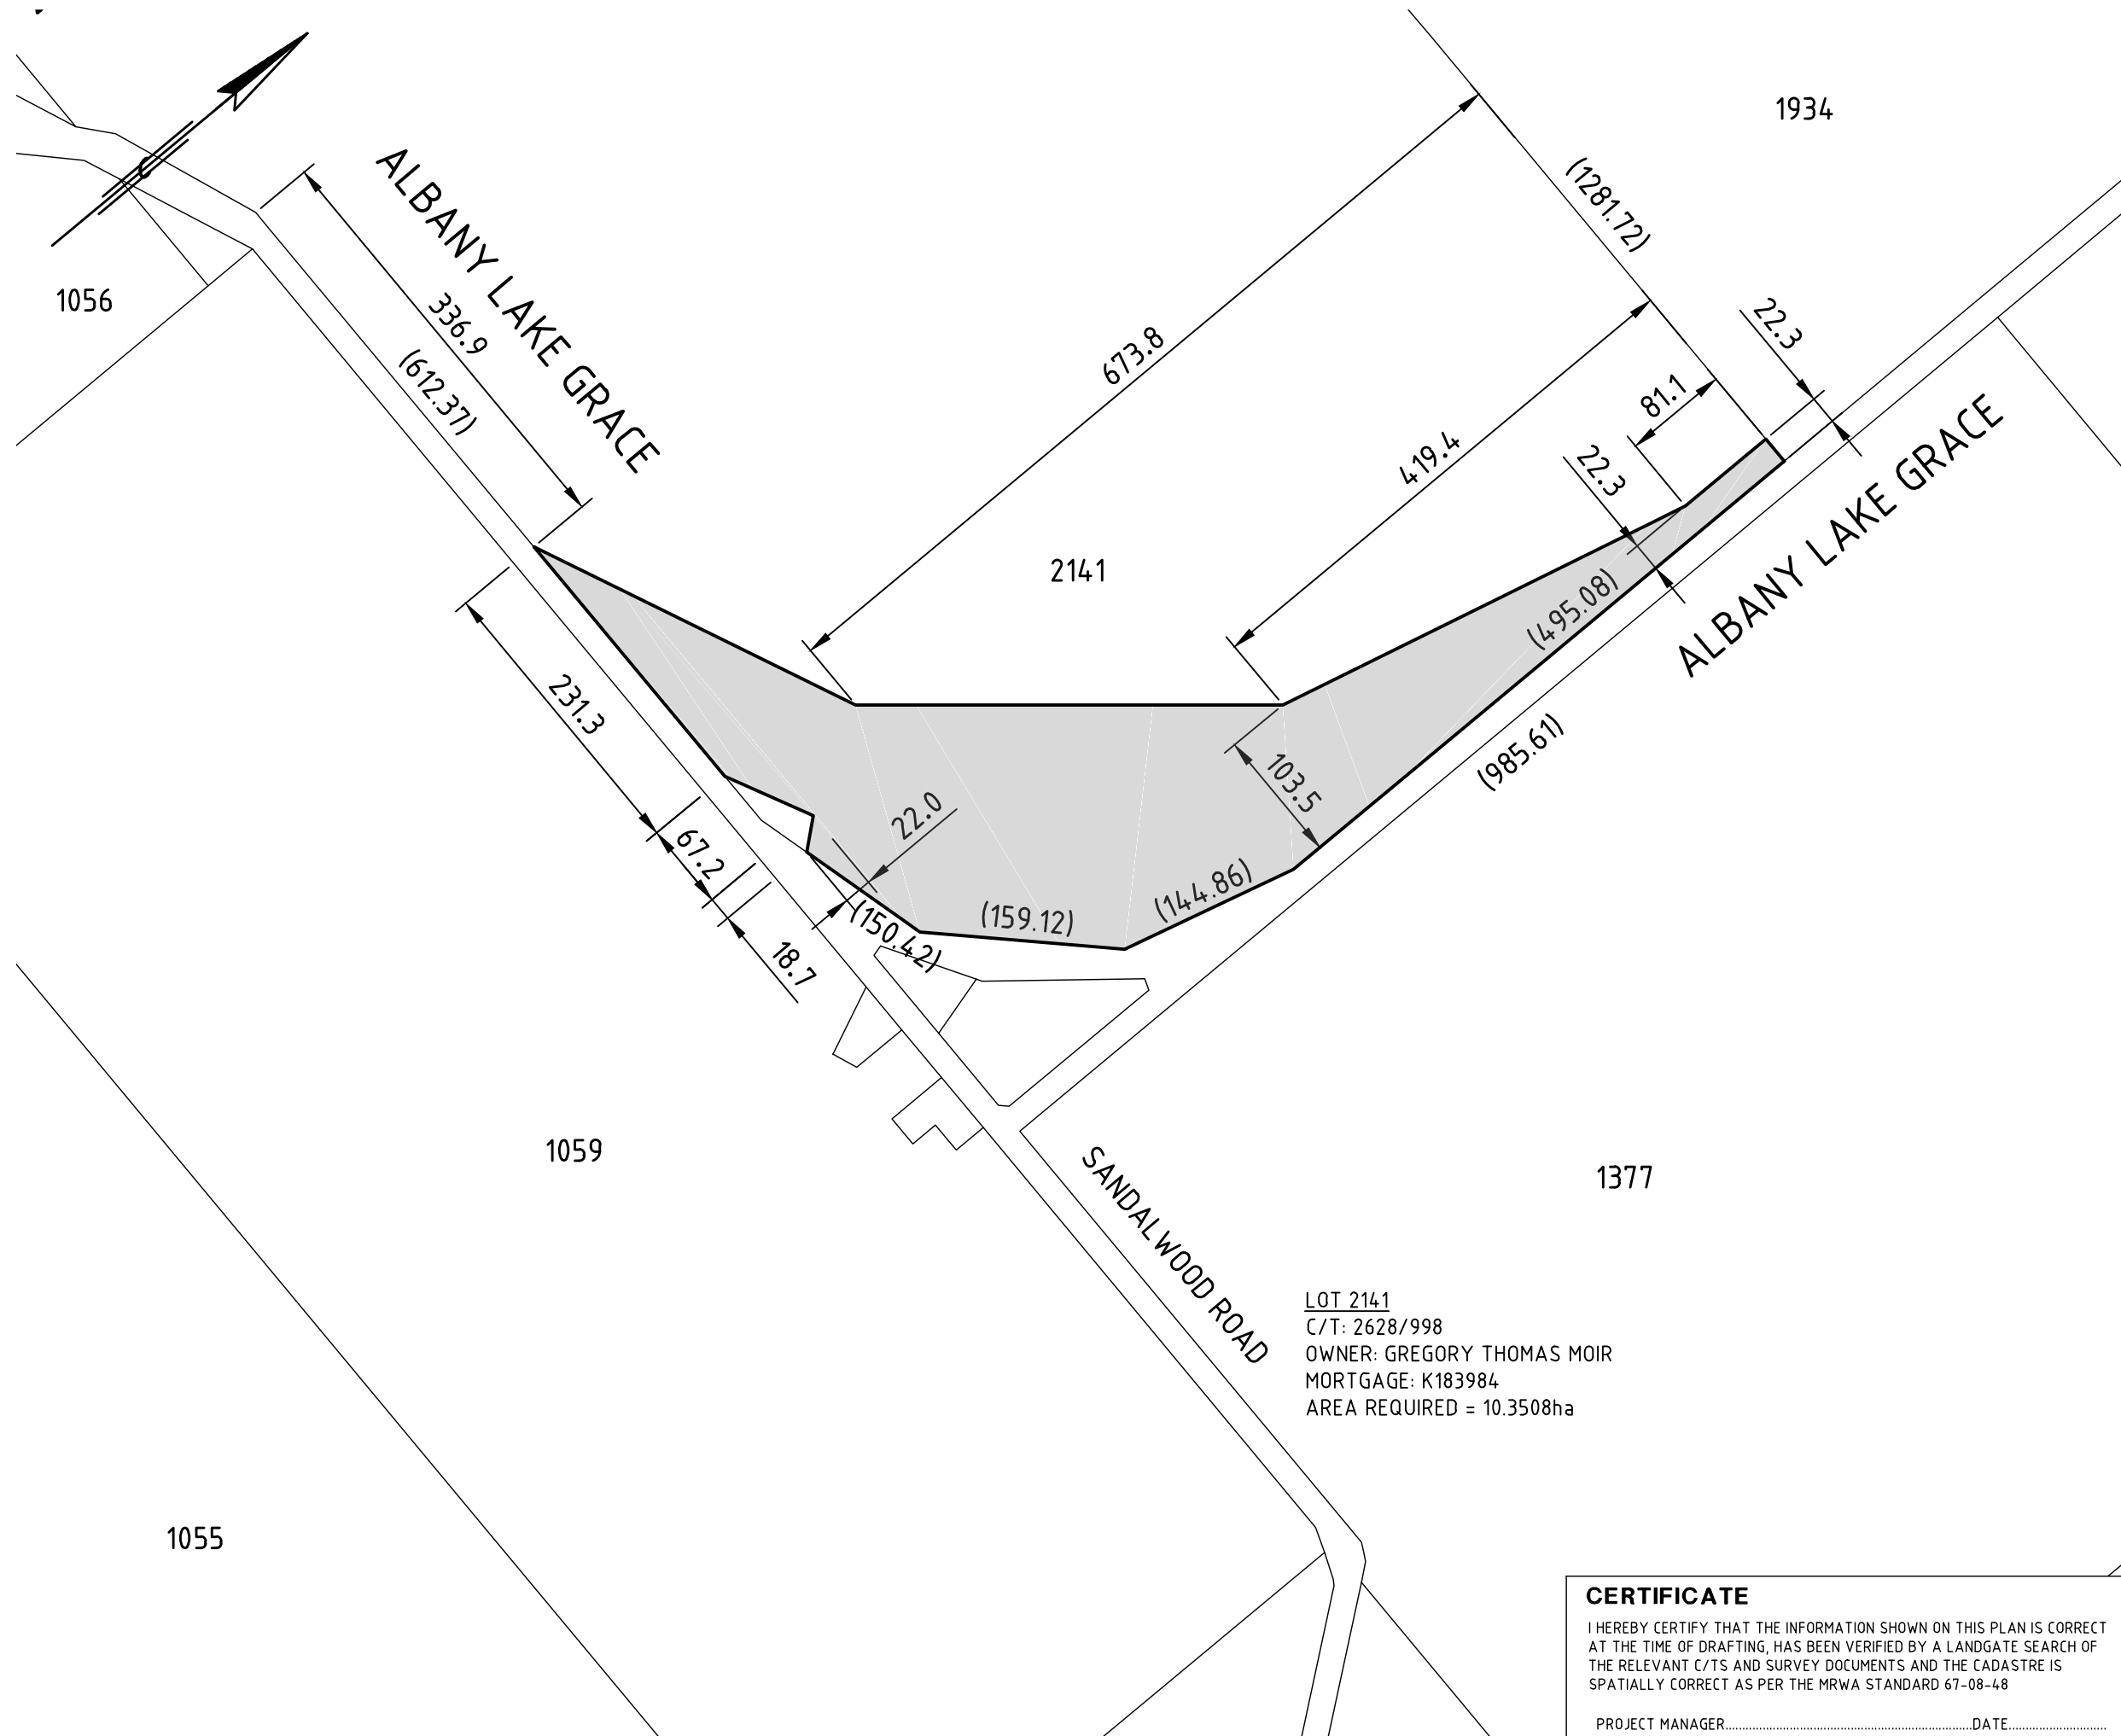 1934
(1281.72)
ALBANY LAKE GRACE
1056
336.9
(612.37)
673.8
22.3
81.1
419.4
22.3
ALBANY LAKE GRACE
2141
(495.08)
231.3
(985.61)
103.5
22.0
67.2
(144.86)
(159.12)
(150.42)
18.7
1059
SANDALWOOD ROAD
1377
LOT 2141
C/T: 2628/998
OWNER: GREGORY THOMAS MOIR
MORTGAGE: K183984
AREA REQUIRED = 10.3508ha
1055
CERTIFICATE
I HEREBY CERTIFY THAT THE INFORMATION SHOWN ON THIS PLAN IS CORRECT
AT THE TIME OF DRAFTING, HAS BEEN VERIFIED BY A LANDGATE SEARCH OF
THE RELEVANT C/TS AND SURVEY DOCUMENTS AND THE CADASTRE IS
SPATIALLY CORRECT AS PER THE MRWA STANDARD 67-08-48
PROJECT MANAGER........................................DATE................